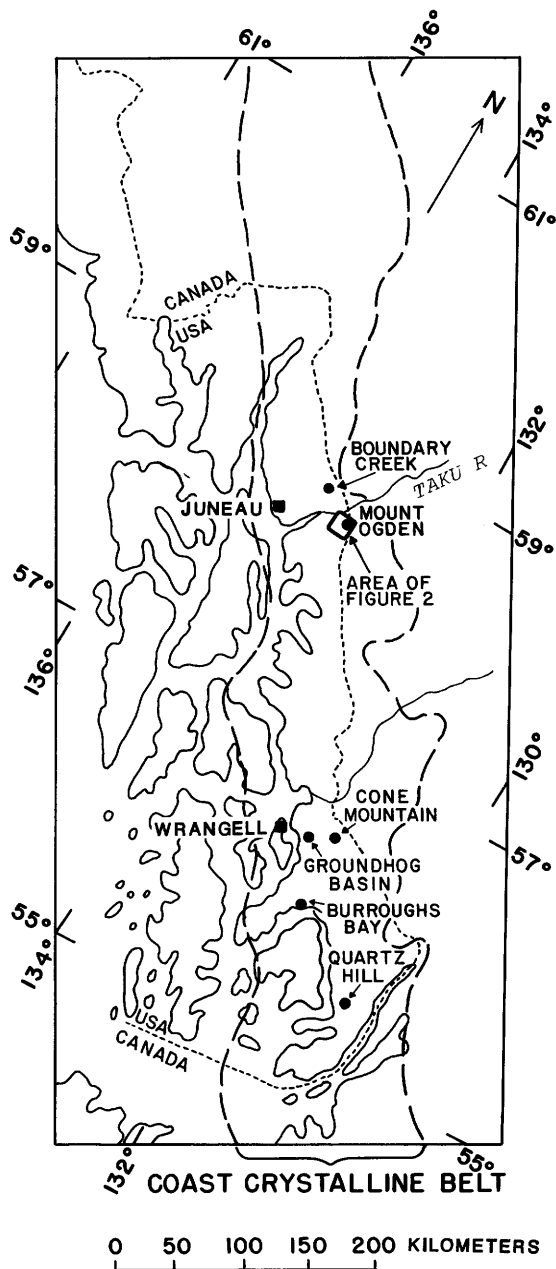 61°
136°
N
134°
61°
59°
CANADA
USA
132°
BOUNDARY
CREEK
TAKU R
JUNEAU
MOUNT
OGDEN
59°
AREA OF
FIGURE 2
57°
136°
130°
CONE
MOUNTAIN
WRANGELL
57°
GROUNDHOG
BASIN
BURROUGHS
BAY
55°
134°
QUARTZ
HILL
USA
CANADA
132°
55°
COAST CRYSTALLINE BELT
0 50 100 150 200 KILOMETERS